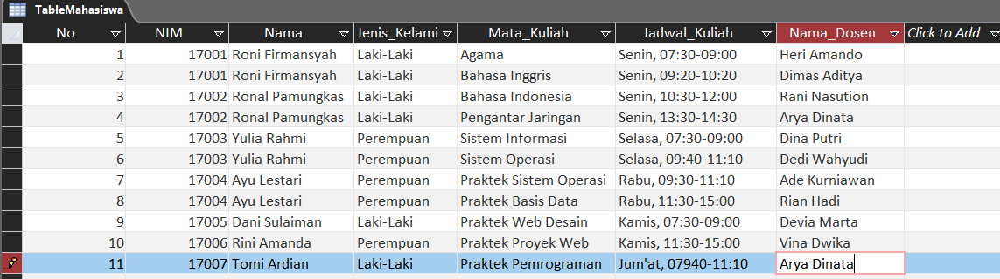 TableMahasiswa
No NIM Nama Jenis_Kelami Mata_Kuliah Jadwal_Kuliah Nama_Dosen Click to Add
1 17001 Roni Firmansyah Laki-Laki Agama Senin, 07:30-09:00 Heri Amando
2 17001 Roni Firmansyah Laki-Laki Bahasa Inggris Senin, 09:20-10:20 Dimas Aditya
3 17002 Ronal Pamungkas Laki-Laki Bahasa Indonesia Senin, 10:30-12:00 Rani Nasution
4 17002 Ronal Pamungkas Laki-Laki Pengantar Jaringan Senin, 13:30-14:30 Arya Dinata
5 17003 Yulia Rahmi Perempuan Sistem Informasi Selasa, 07:30-09:00 Dina Putri
6 17003 Yulia Rahmi Perempuan Sistem Operasi Selasa, 09:40-11:10 Dedi Wahyudi
7 17004 Ayu Lestari Perempuan Praktek Sistem Operasi Rabu, 09:30-11:10 Ade Kurniawan
8 17004 Ayu Lestari Perempuan Praktek Basis Data Rabu, 11:30-15:00 Rian Hadi
9 17005 Dani Sulaiman Laki-Laki Praktek Web Desain Kamis, 07:30-09:00 Devia Marta
10 17006 Rini Amanda Perempuan Praktek Proyek Web Kamis, 11:30-15:00 Vina Dwika
11 17007 Tomi Ardian Laki-Laki Praktek Pemrograman Jum'at, 07940-11:10 Arya Dinata